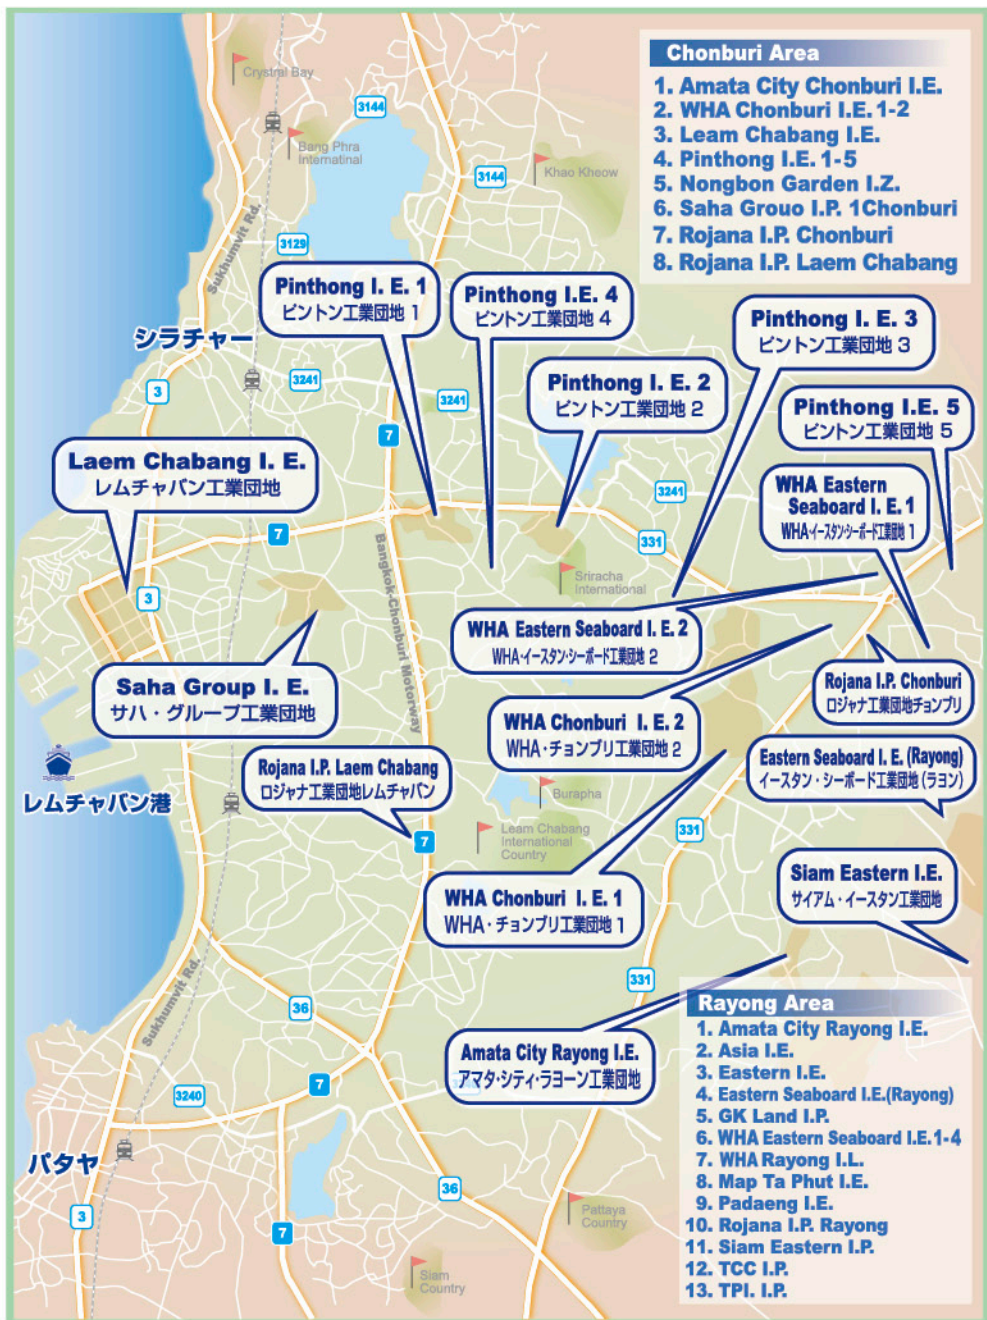 Chonburi Area
1. Amata City Chonburi I.E.
2. WHA Chonburi I.E. 1-2
3. Leam Chabang I.E.
4. Pinthong I.E. 1-5
5. Nongbon Garden I.Z.
6. Saha Grouo I.P. 1Chonburi
7. Rojana I.P. Chonburi
8. Rojana I.P. Laem Chabang
Crystral Bay
3144
Bang Phra
Internatinal
3144
Khao Kheow
Sukhumvit Rd.
3129
Pinthong I. E. 1
ピントン工業団地 1
Pinthong I.E. 4
ピントン工業団地 4
Pinthong I. E. 3
ピントン工業団地 3
シラチャー
3
3241
3241
Pinthong I. E. 2
ピントン工業団地 2
Pinthong I.E. 5
ピントン工業団地 5
7
Laem Chabang I. E.
レムチャバン工業団地
WHA Eastern
Seaboard I. E. 1
WHA・イースタン・シーボード工業団地 1
3241
7
331
Bangkok-Chonburi Motorway
Sriracha
International
3
WHA Eastern Seaboard I. E. 2
WHA・イースタン・シーボード工業団地 2
Saha Group I. E.
サハ・グループ工業団地
Rojana I.P. Chonburi
ロジャナ工業団地チョンブリ
WHA Chonburi I. E. 2
WHA・チョンブリ工業団地 2
Eastern Seaboard I. E. (Rayong)
イースタン・シーボード工業団地 (ラヨン)
Rojana I.P. Laem Chabang
ロジャナ工業団地レムチャバン
レムチャバン港
Burapha
7
Leam Chabang
International
Country
331
Siam Eastern I.E.
サイアム・イースタン工業団地
WHA Chonburi I. E. 1
WHA・チョンブリ工業団地 1
Sukhumvit Rd.
331
36
Amata City Rayong I.E.
アマタ・シティ・ラヨーン工業団地
7
3240
パタヤ
3
36
7
Pattaya
Country
Siam
Country
Rayong Area
1. Amata City Rayong I.E.
2. Asia I.E.
3. Eastern I.E.
4. Eastern Seaboard I.E.(Rayong)
5. GK Land I.P.
6. WHA Eastern Seaboard I.E. 1-4
7. WHA Rayong I.L.
8. Map Ta Phut I.E.
9. Padaeng I.E.
10. Rojana I.P. Rayong
11. Siam Eastern I.P.
12. TCC I.P.
13. TPI. I.P.